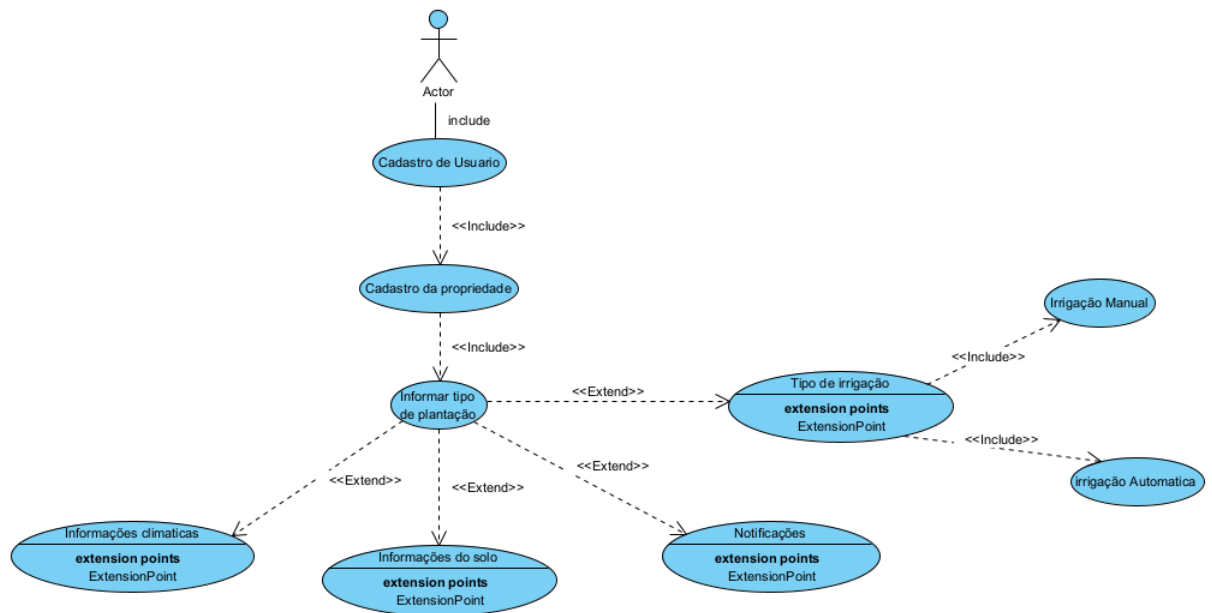 Actor
include
Cadastro de Usuario
<<Include>>
Cadastro da propriedade
<<Include>>
Informar tipo
de plantação
<<Extend>>
Tipo de irrigação
extension points
ExtensionPoint
<<Include>>
Irrigação Manual
<<Include>>
irrigação Automatica
<<Extend>>
<<Extend>>
<<Extend>>
Informações climaticas
extension points
ExtensionPoint
Informações do solo
extension points
ExtensionPoint
Notificações
extension points
ExtensionPoint